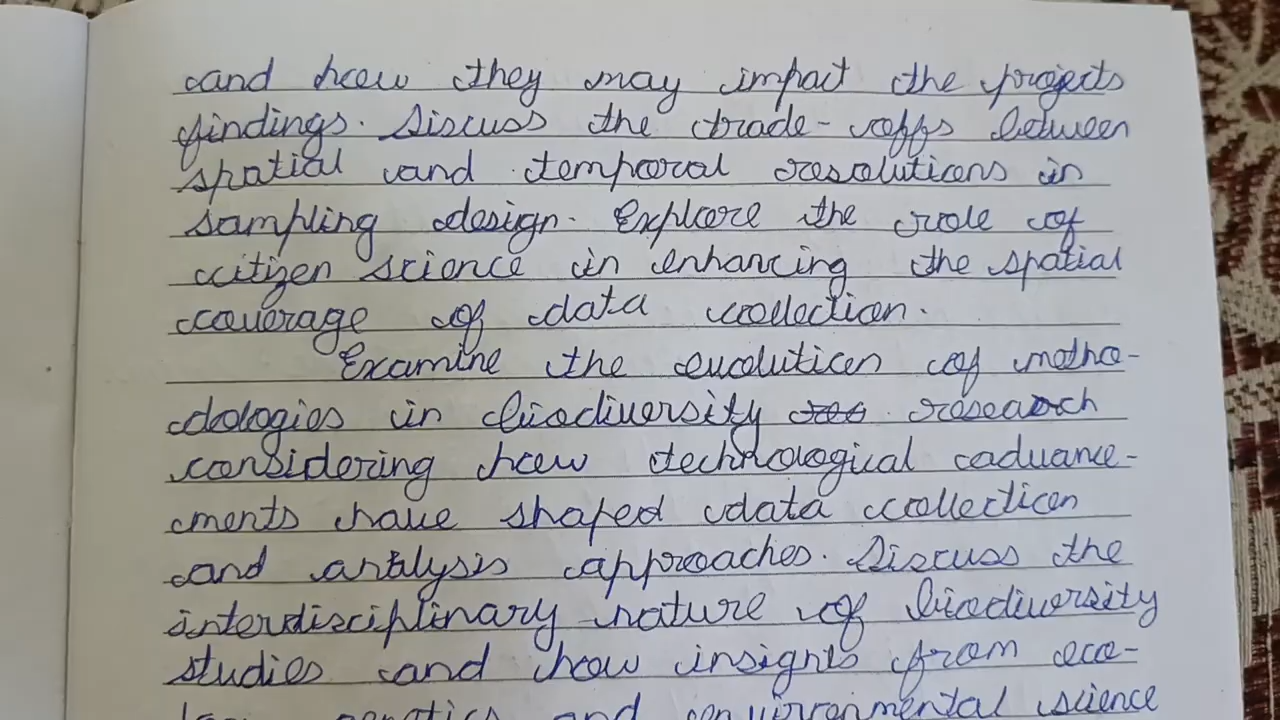 and how they may impact the projects
findings. Discuss the trade-offs between
spatial and temporal resolutions in
sampling design. Explore the role of
citizen science in enhancing the spatial
coverage of data collection.
Examine the evolution of metho-
dologies in biodiversity res research
considering how technological advance-
ments have shaped data collection
and analysis approaches. Discuss the
interdisciplinary nature of biodiversity
studies and how insights from eco-
logy genetics and environmental science